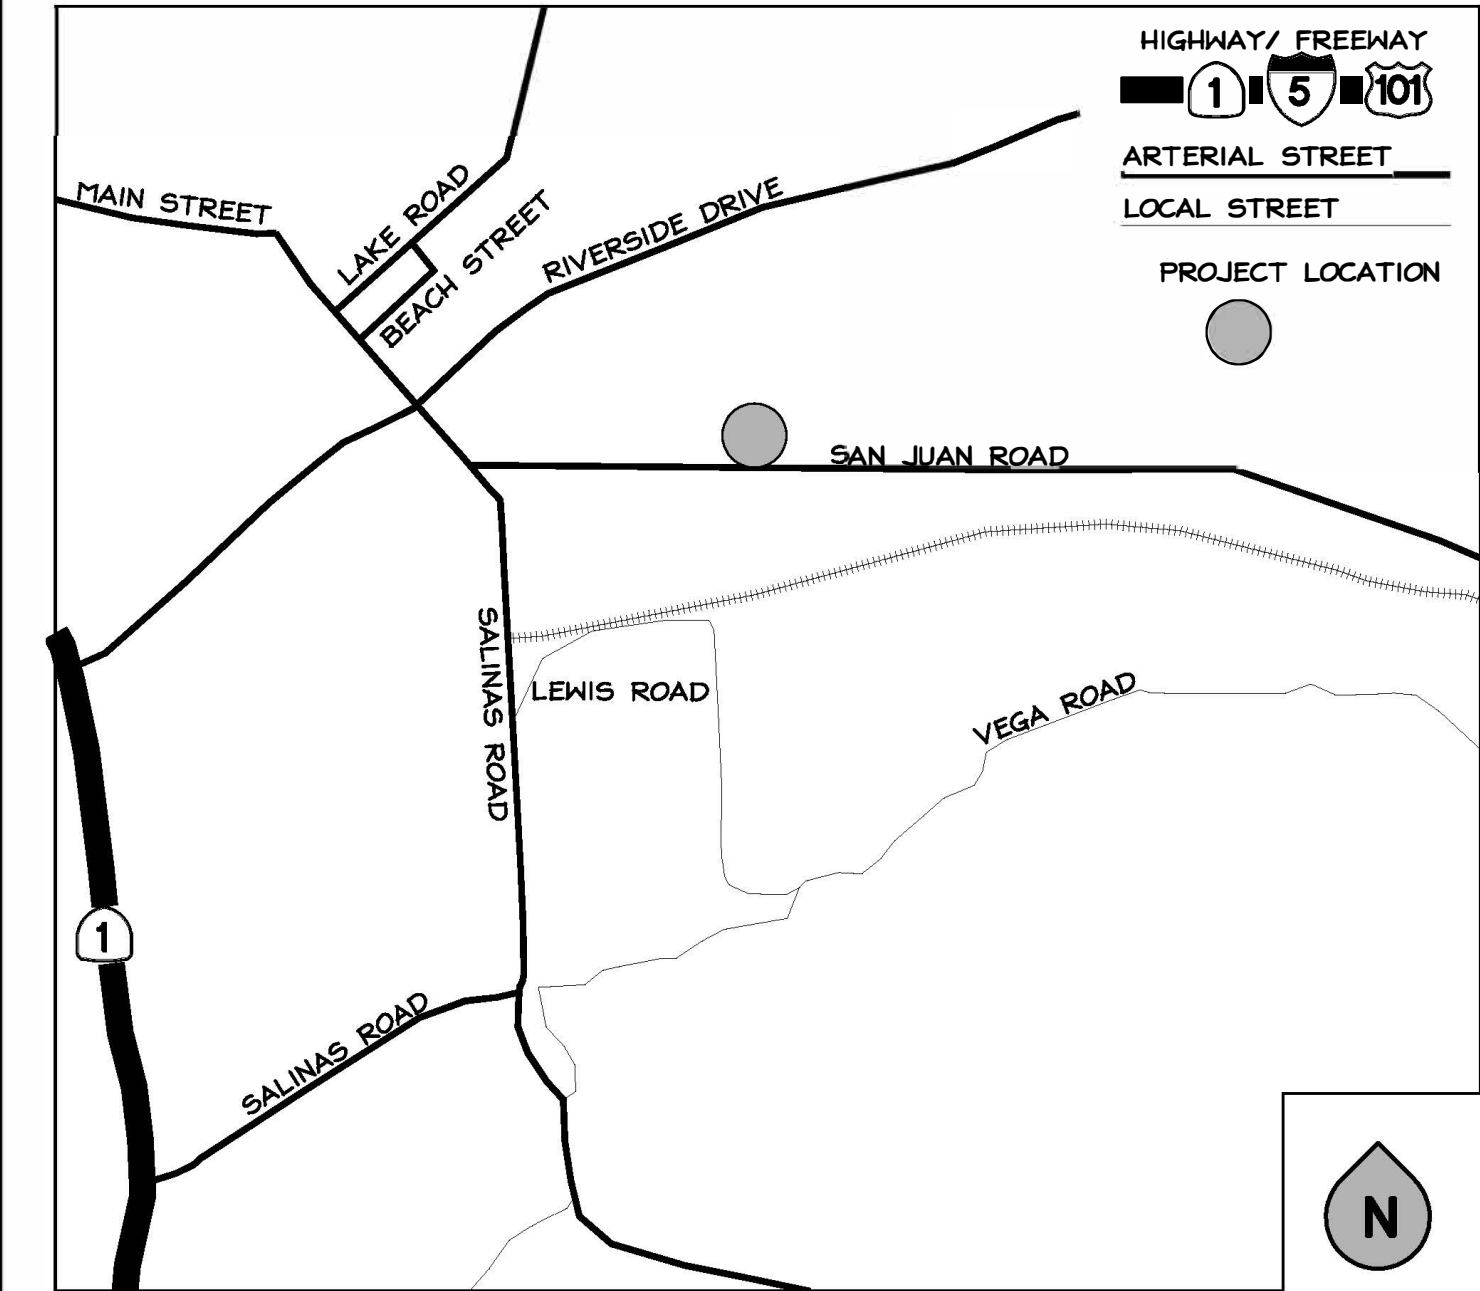 HIGHWAY/ FREEWAY
1 5 101
ARTERIAL STREET
LOCAL STREET
PROJECT LOCATION
MAIN STREET
LAKE ROAD
BEACH STREET
RIVERSIDE DRIVE
SAN JUAN ROAD
SALINAS ROAD
LEWIS ROAD
VEGA ROAD
1
SALINAS ROAD
N